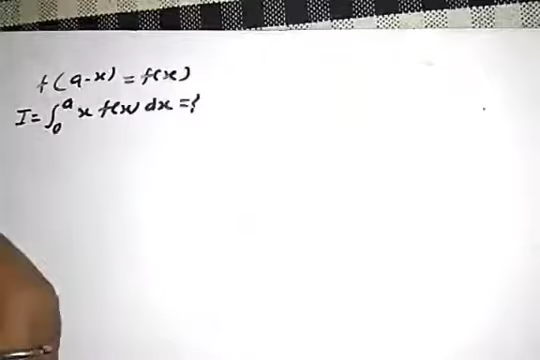 f(a-x) = f(x)
I = ∫₀ᵃ x f(x) dx = ?